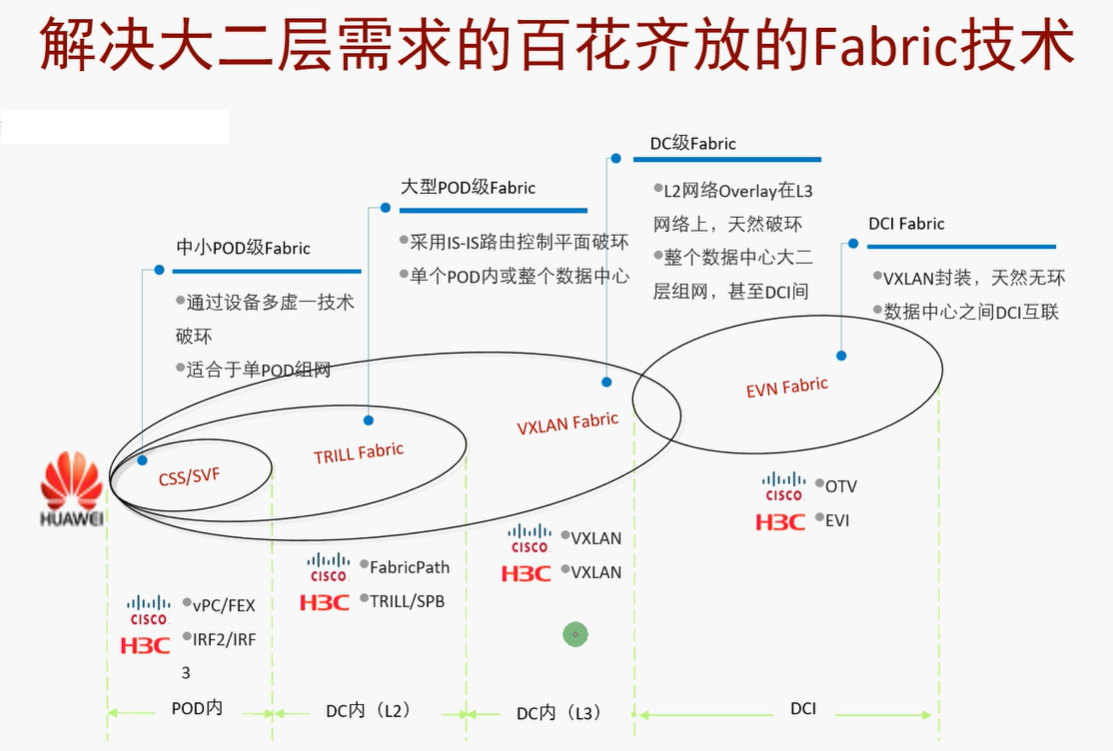 解决大二层需求的百花齐放的Fabric技术
中小POD级Fabric
通过设备多虚一技术
破环
适合于单POD组网
大型POD级Fabric
采用IS-IS路由控制平面破环
单个POD内或整个数据中心
DC级Fabric
L2网络Overlay在L3
网络上，天然破环
整个数据中心大二
层组网，甚至DCI间
DCI Fabric
VXLAN封装，天然无环
数据中心之间DCI互联
HUAWEI
CSS/SVF
TRILL Fabric
VXLAN Fabric
EVN Fabric
CISCO vPC/FEX
H3C IRF2/IRF
3
CISCO FabricPath
H3C TRILL/SPB
CISCO VXLAN
H3C VXLAN
CISCO OTV
H3C EVI
POD内
DC内（L2）
DC内（L3）
DCI